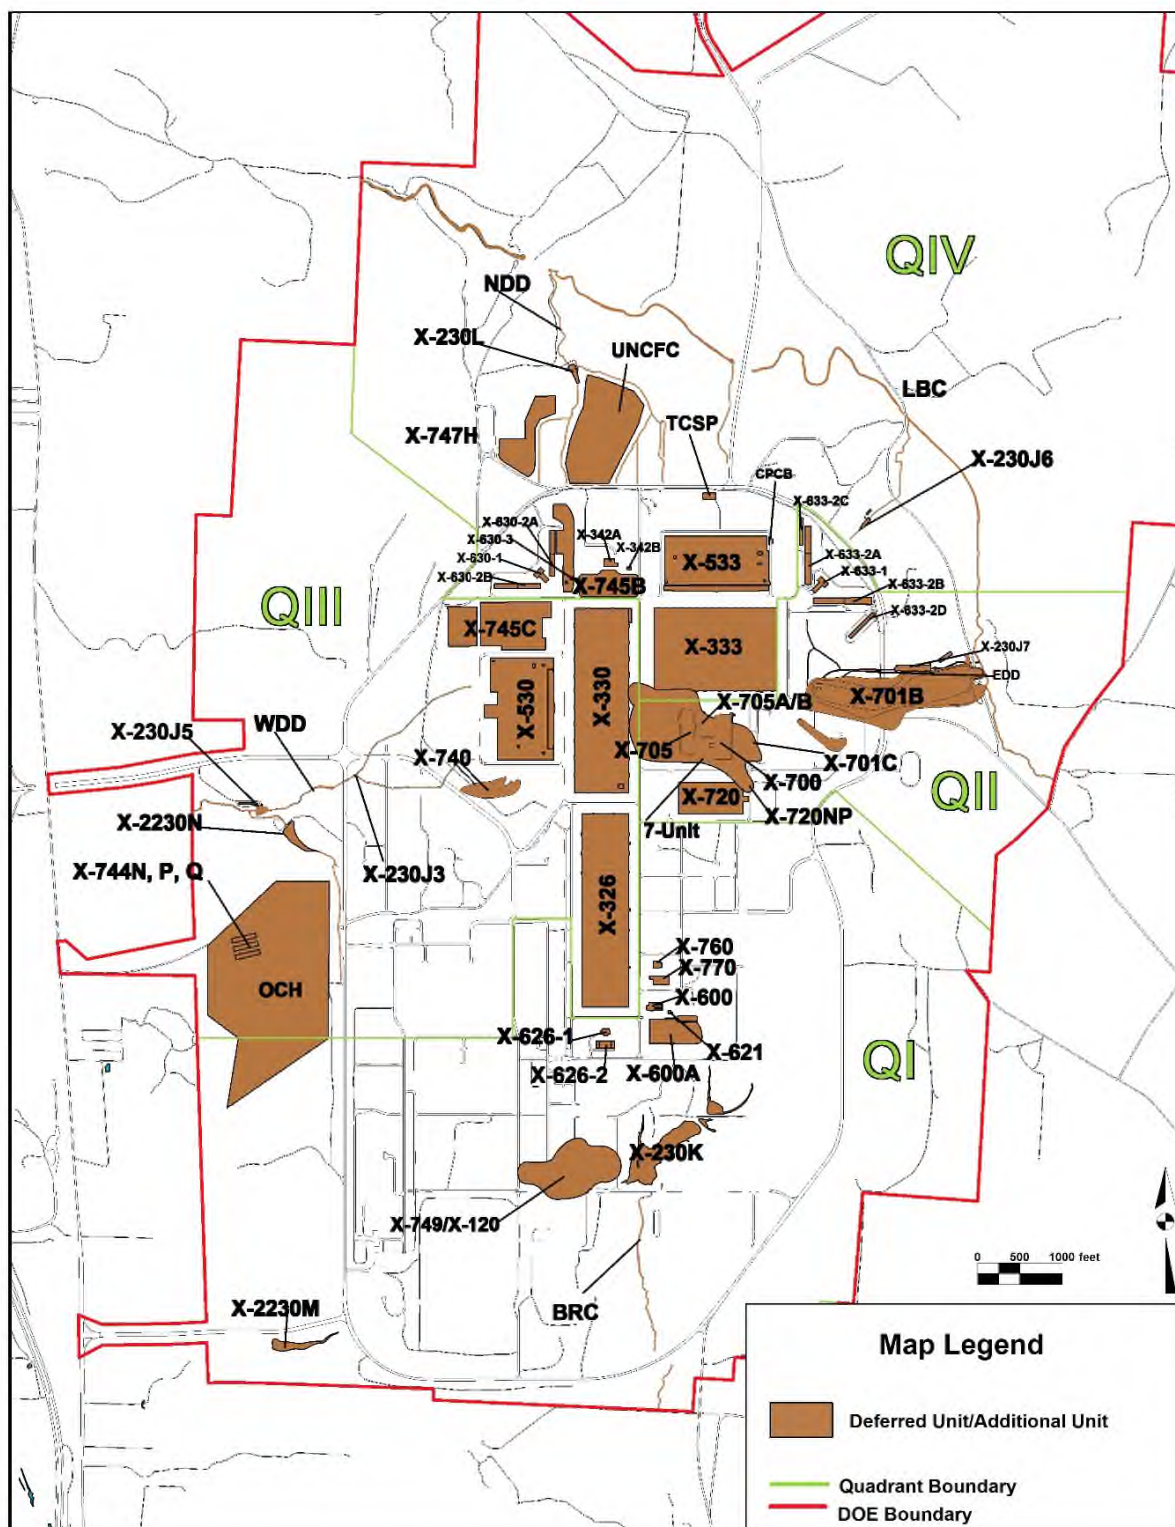 QIV
NDD
X-230L
UNCFC
LBC
X-747H
TCSP
X-230J6
CPCB
X-633-2C
X-630-2A
X-630-3
X-342A
X-342B
X-630-1
X-533
X-633-2A
X-633-1
X-630-2B
X-745B
X-633-2B
QIII
X-633-2D
X-745C
X-333
X-230J7
EDD
X-330
X-530
X-701B
X-705A/B
WDD
X-230J5
X-705
X-740
X-701C
X-700
X-720
QII
X-720NP
X-2230N
7-Unit
X-744N, P, Q
X-230J3
X-326
X-760
X-770
OCH
X-600
X-626-1
X-621
X-626-2
X-600A
QI
X-230K
X-749/X-120
0 500 1000 feet
X-2230M
BRC
Map Legend
Deferred Unit/Additional Unit
Quadrant Boundary
DOE Boundary